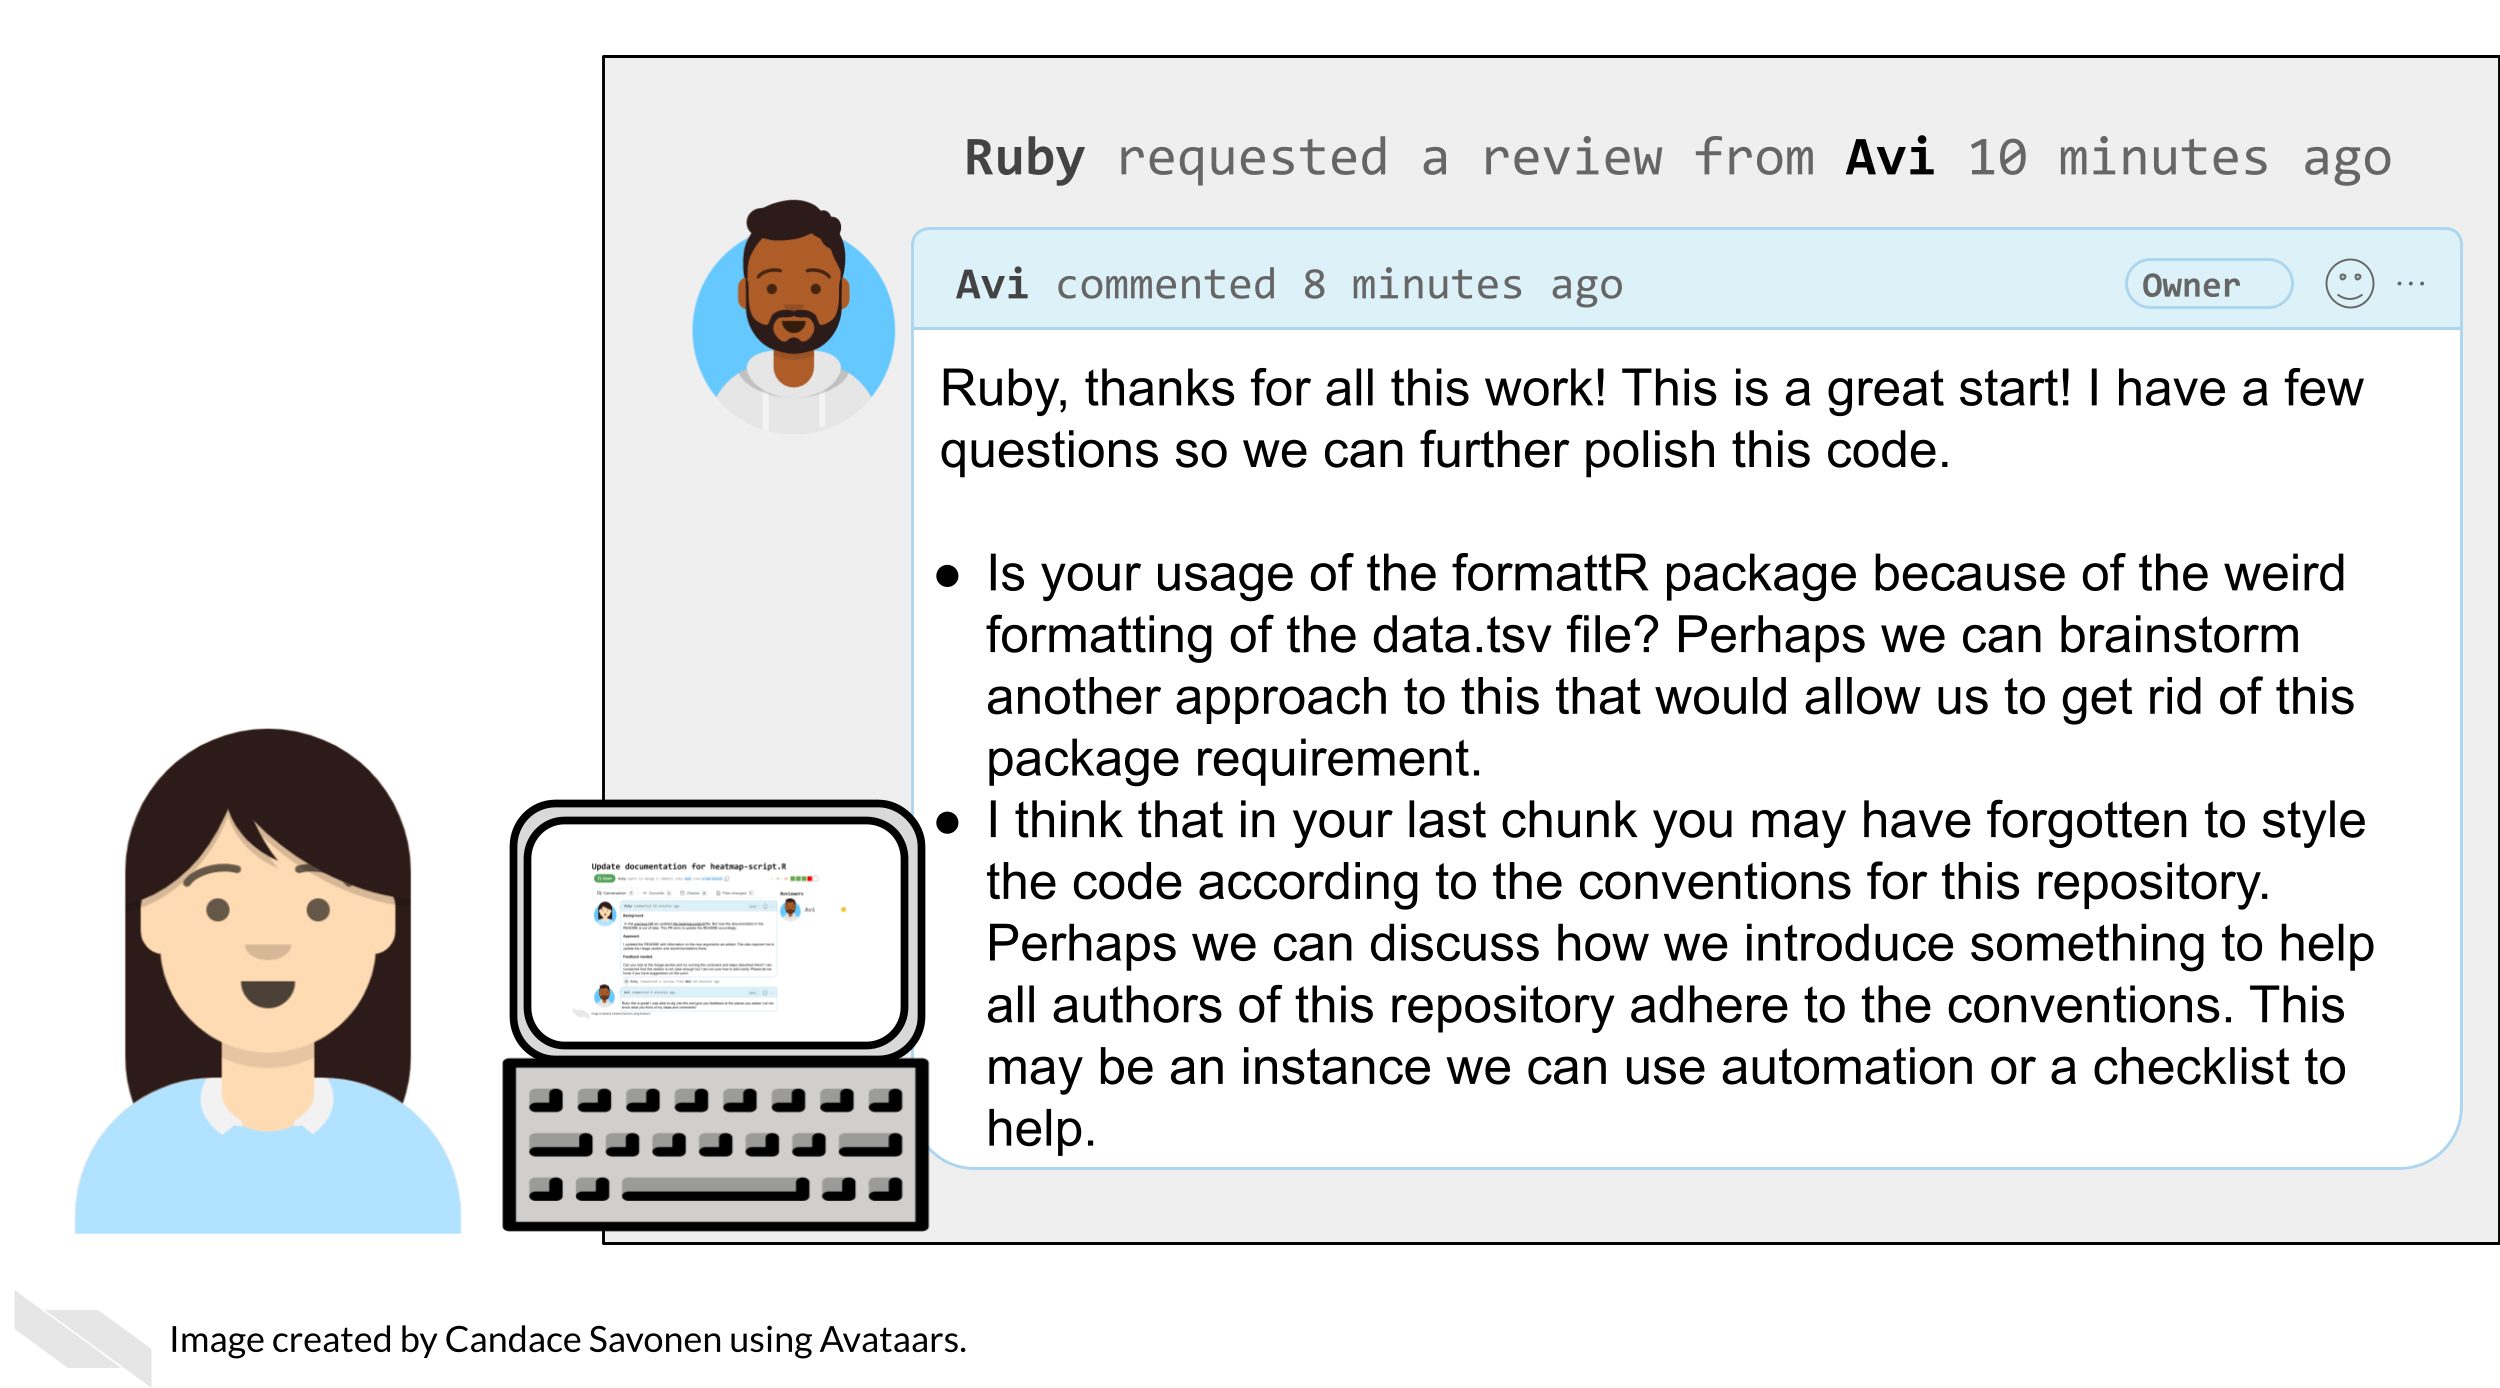 Ruby requested a review from Avi 10 minutes ago
Avi commented 8 minutes ago Owner ...
Ruby, thanks for all this work! This is a great start! I have a few
questions so we can further polish this code.
● Is your usage of the formattR package because of the weird
formatting of the data.tsv file? Perhaps we can brainstorm
another approach to this that would allow us to get rid of this
package requirement.
● I think that in your last chunk you may have forgotten to style
the code according to the conventions for this repository.
Perhaps we can discuss how we introduce something to help
all authors of this repository adhere to the conventions. This
may be an instance we can use automation or a checklist to
help.
Update documentation for heatmap-script.R
Reviewers
Avi
Background
Approach
Feedback needed
Image created by Candace Savonen using Avataars.